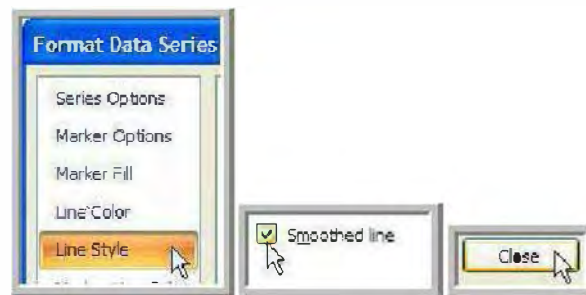 Format Data Series
Series Options
Marker Options
Marker Fill
Line Color
Line Style
Smoothed line
Close